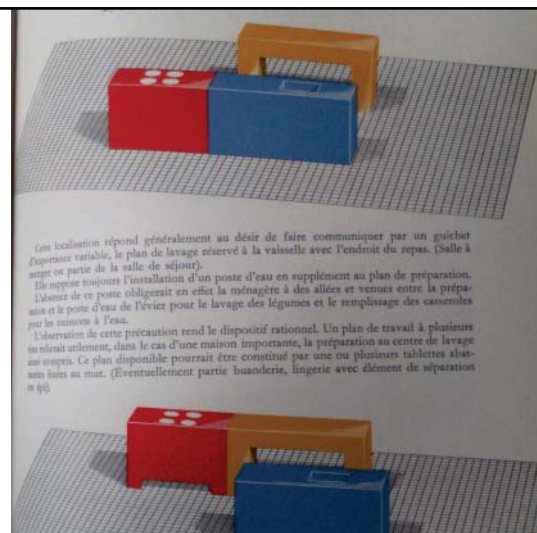 Cette localisation répond généralement au désir de faire communiquer par un guichet
d'importance variable, le plan de lavage réservé à la vaisselle avec l'endroit du repas. (Salle à
manger ou partie de la salle de séjour).
Elle suppose toujours l'installation d'un poste d'eau en supplément au plan de préparation.
L'absence de ce poste obligerait en effet la ménagère à des allées et venues entre la prépa-
ration et le poste d'eau de l'évier pour le lavage des légumes et le remplissage des casseroles
pour les cuissons à l'eau.
L'observation de cette précaution rend le dispositif rationnel. Un plan de travail à plusieurs
fins relierait utilement, dans le cas d'une maison importante, la préparation au centre de lavage
ainsi compris. Ce plan disponible pourrait être constitué par une ou plusieurs tablettes abat-
tantes fixées au mur. (Éventuellement partie buanderie, lingerie avec élément de séparation
en épi).